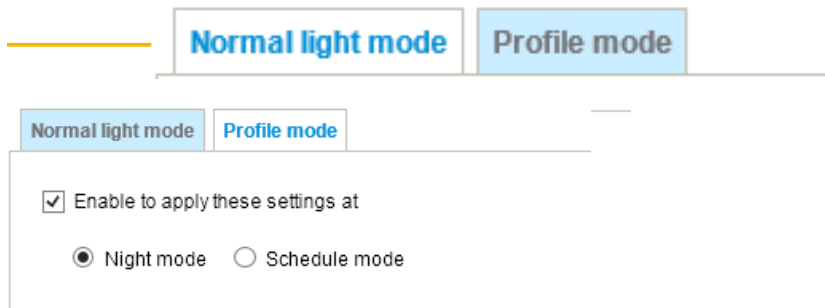 Normal light mode Profile mode
Normal light mode Profile mode
Enable to apply these settings at
Night mode Schedule mode